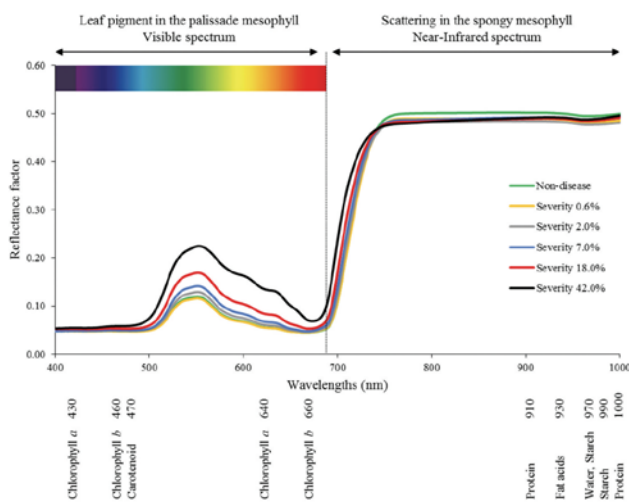 Leaf pigment in the palissade mesophyll
Visible spectrum
Scattering in the spongy mesophyll
Near-Infrared spectrum
0.60
0.50
0.40
0.30
0.20
0.10
0.00
Reflectance factor
Non-disease
Severity 0.6%
Severity 2.0%
Severity 7.0%
Severity 18.0%
Severity 42.0%
400
500
600
700
800
900
1000
Wavelengths (nm)
430
460
470
640
660
910
930
970
990
1000
Chlorophyll a
Chlorophyll b
Carotenoid
Chlorophyll a
Chlorophyll b
Protein
Fat acids
Water, Starch
Starch
Protein